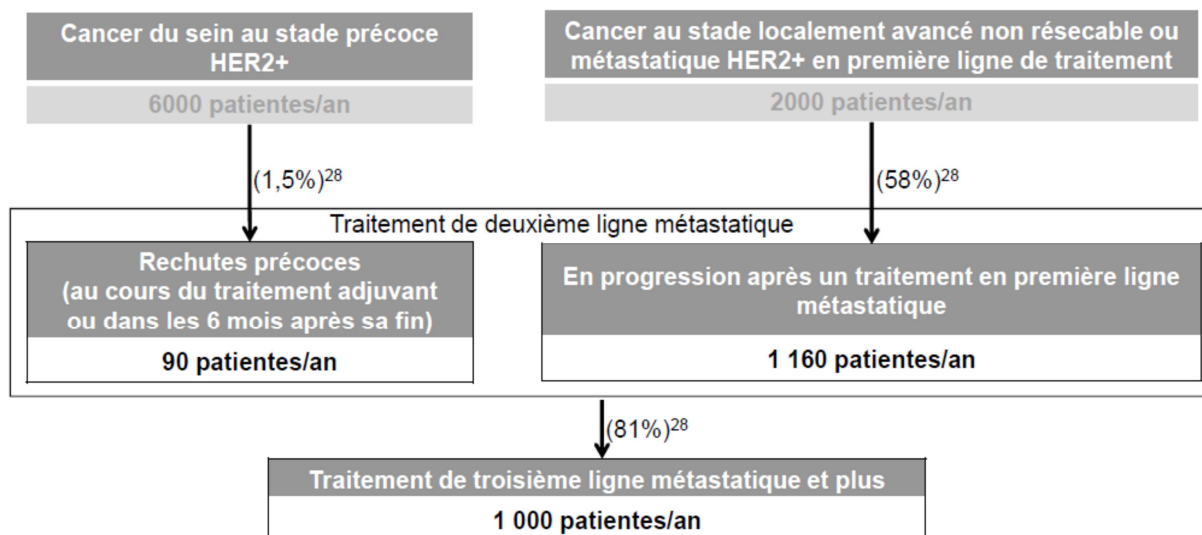 Cancer du sein au stade précoce
HER2+
6000 patientes/an
Cancer au stade localement avancé non résecable ou
métastatique HER2+ en première ligne de traitement
2000 patientes/an
(1,5%)28
(58%)28
Traitement de deuxième ligne métastatique
Rechutes précoces
(au cours du traitement adjuvant
ou dans les 6 mois après sa fin)
90 patientes/an
En progression après un traitement en première ligne
métastatique
1 160 patientes/an
(81%)28
Traitement de troisième ligne métastatique et plus
1 000 patientes/an